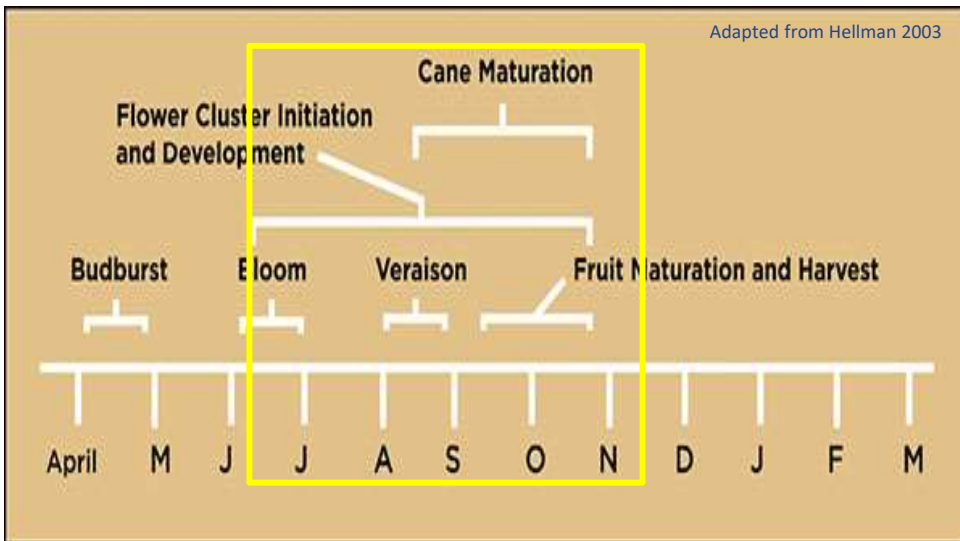 Adapted from Hellman 2003
Cane Maturation
Flower Cluster Initiation
and Development
Budburst
Bloom
Veraison
Fruit Maturation and Harvest
April M J J A S O N D J F M